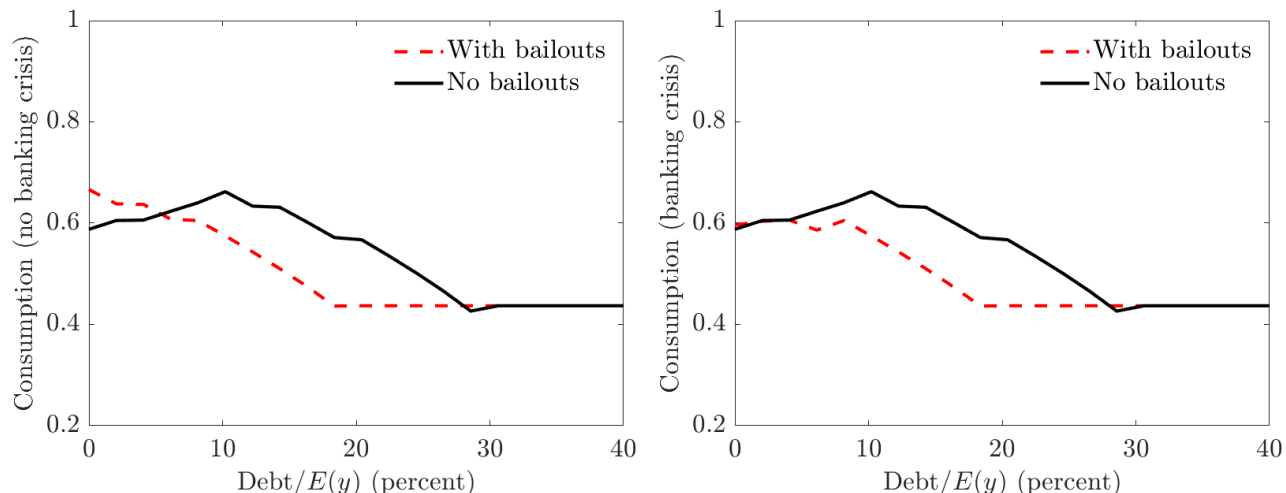 Consumption (no banking crisis)
1
0.8
0.6
0.4
0.2
With bailouts
No bailouts
0
10
20
30
40
Debt/E(y) (percent)
Consumption (banking crisis)
1
0.8
0.6
0.4
0.2
With bailouts
No bailouts
0
10
20
30
40
Debt/E(y) (percent)